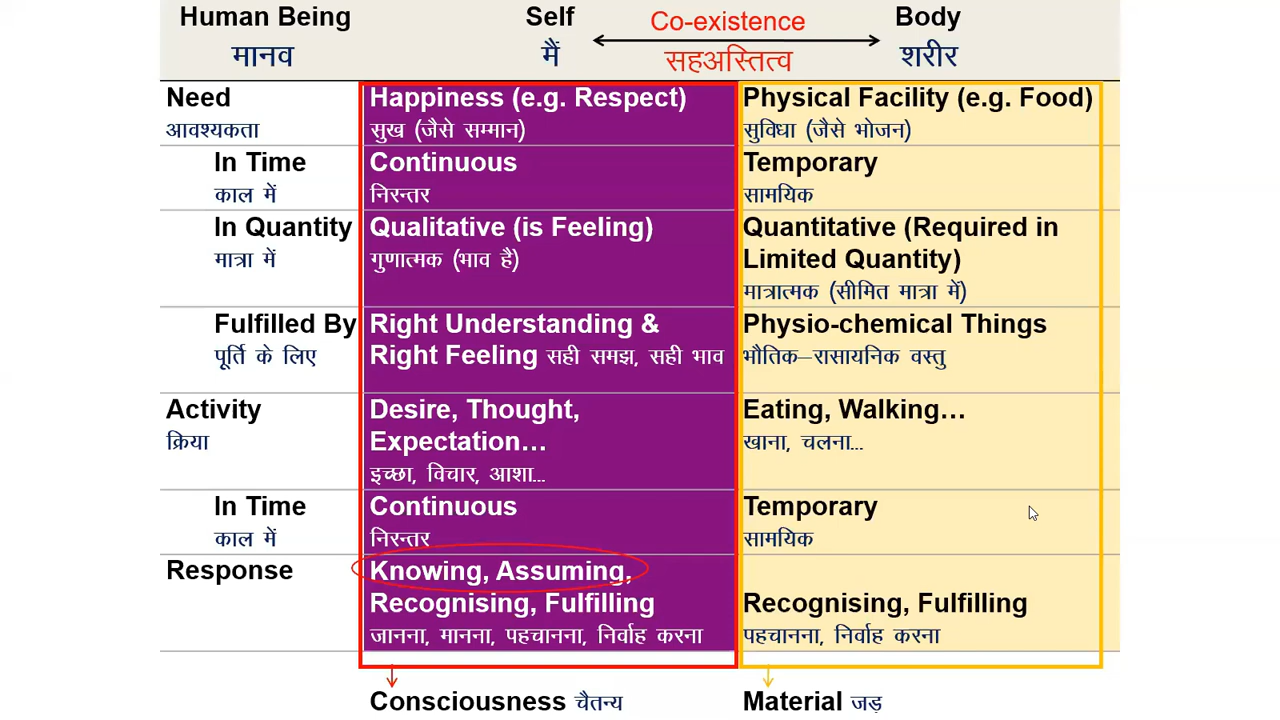 Human Being Self Co-existence Body
मानव मैं सहअस्तित्व शरीर
Need Happiness (e.g. Respect) Physical Facility (e.g. Food)
आवश्यकता सुख (जैसे सम्मान) सुविधा (जैसे भोजन)
In Time Continuous Temporary
काल में निरन्तर सामयिक
In Quantity Qualitative (is Feeling) Quantitative (Required in
Limited Quantity)
मात्रा में गुणात्मक (भाव है)
मात्रात्मक (सीमित मात्रा में)
Fulfilled By Right Understanding & Physio-chemical Things
पूर्ति के लिए Right Feeling सही समझ, सही भाव भौतिक–रासायनिक वस्तु
Activity Desire, Thought, Eating, Walking…
क्रिया Expectation… खाना, चलना...
इच्छा, विचार, आशा...
In Time Continuous Temporary
काल में निरन्तर सामयिक
Response Knowing, Assuming,
Recognising, Fulfilling Recognising, Fulfilling
जानना, मानना, पहचानना, निर्वाह करना पहचानना, निर्वाह करना
Consciousness चैतन्य Material जड़